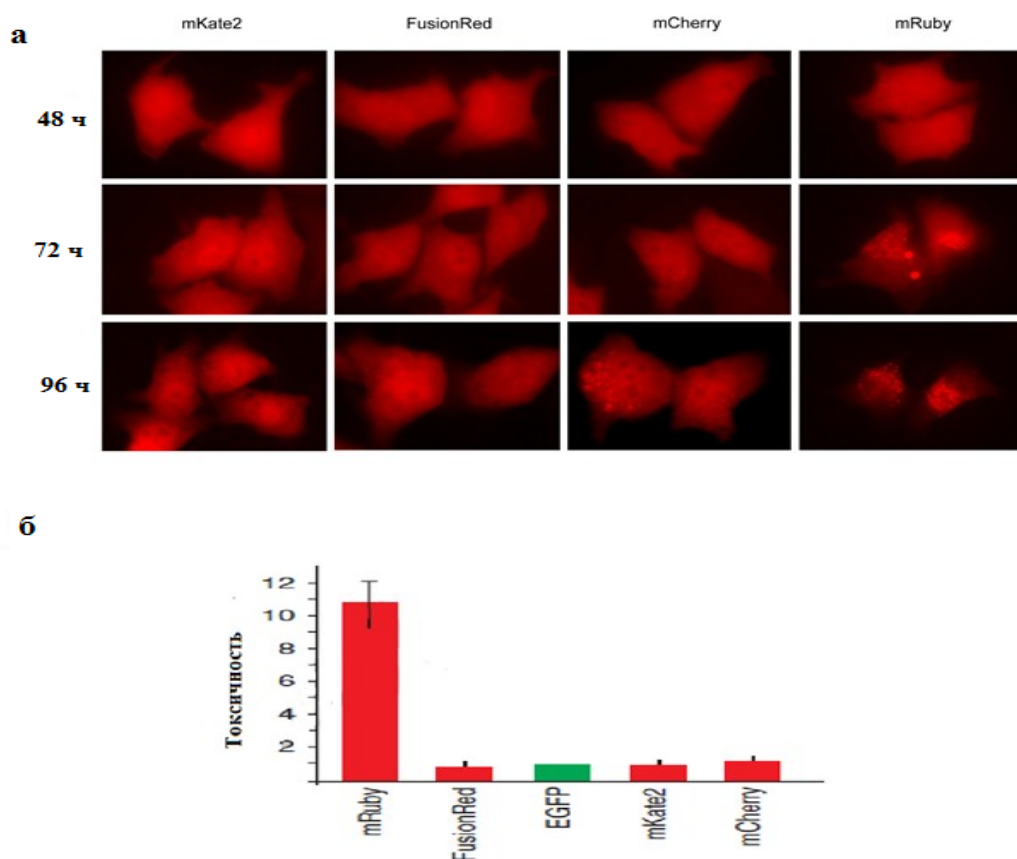 mKate2 FusionRed mCherry mRuby
а
48 ч
72 ч
96 ч
б
Токсичность
12
10
8
6
4
2
mRuby FusionRed EGFP mKate2 mCherry